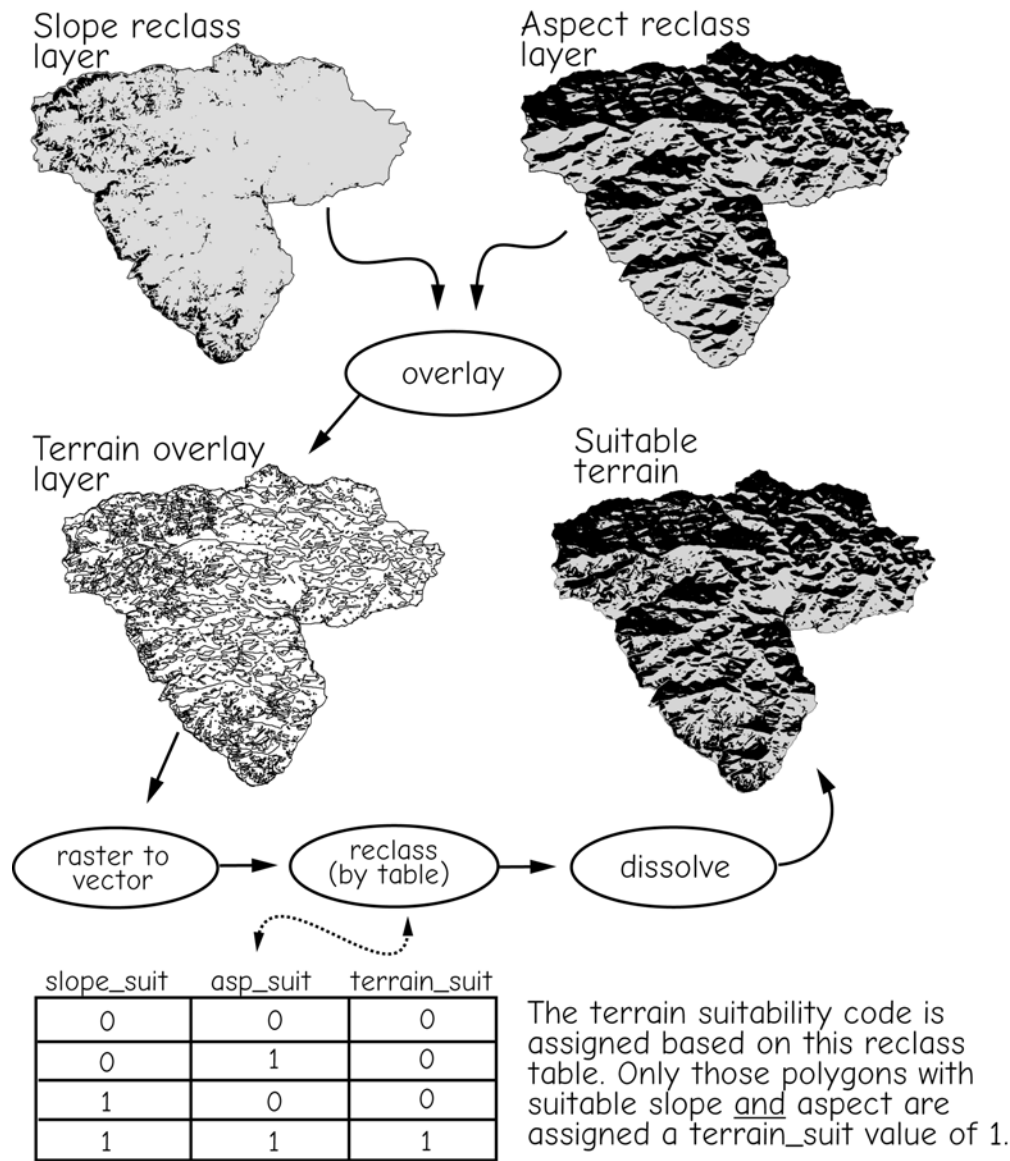 Slope reclass
layer
Aspect reclass
layer
overlay
Terrain overlay
layer
Suitable
terrain
raster to
vector
reclass
(by table)
dissolve
slope_suit asp_suit terrain_suit
0 0 0
0 1 0
1 0 0
1 1 1
The terrain suitability code is
assigned based on this reclass
table. Only those polygons with
suitable slope and aspect are
assigned a terrain_suit value of 1.